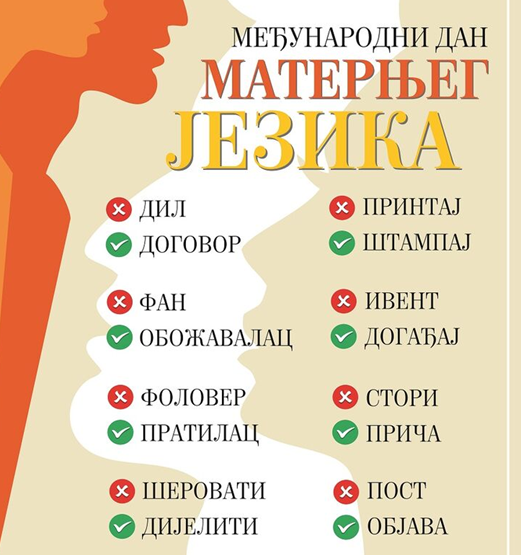 МЕЂУНАРОДНИ ДАН
МАТЕРЊЕГ
ЈЕЗИКА
ДИЛ
ДОГОВОР
ФАН
ОБОЖАВАЛАЦ
ФОЛОВЕР
ПРАТИЛАЦ
ШЕРОВАТИ
ДИЈЕЛИТИ
ПРИНТАЈ
ШТАМПАЈ
ИВЕНТ
ДОГАЂАЈ
СТОРИ
ПРИЧА
ПОСТ
ОБЈАВА